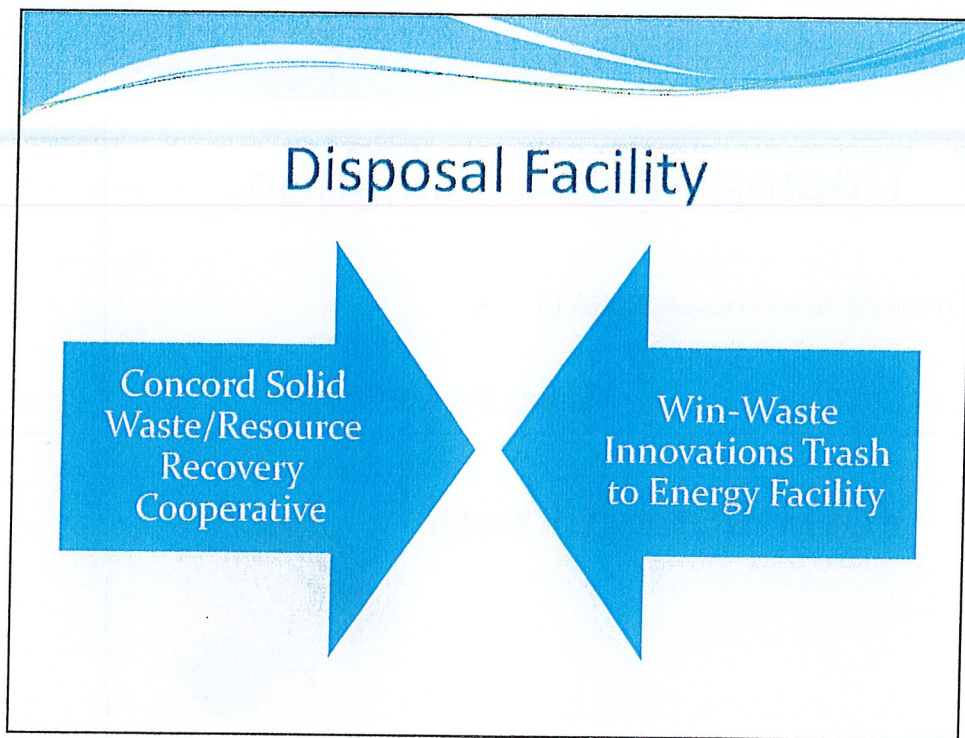 Disposal Facility
Concord Solid
Waste/Resource
Recovery
Cooperative
Win-Waste
Innovations Trash
to Energy Facility